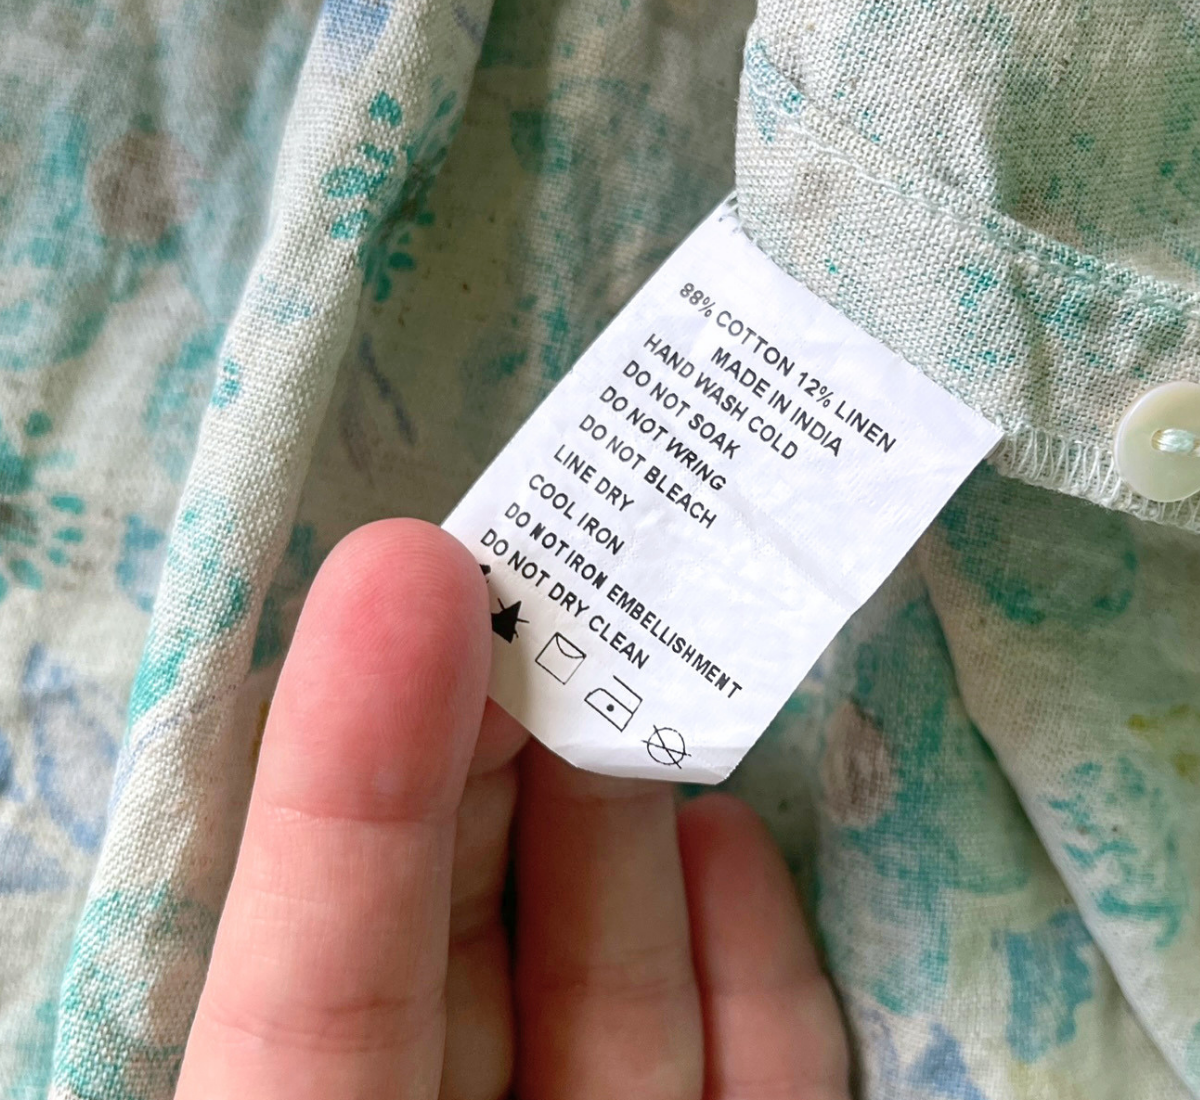 88% COTTON 12% LINEN
MADE IN INDIA
HAND WASH COLD
DO NOT SOAK
DO NOT WRING
DO NOT BLEACH
LINE DRY
COOL IRON
DO NOT IRON EMBELLISHMENT
DO NOT DRY CLEAN